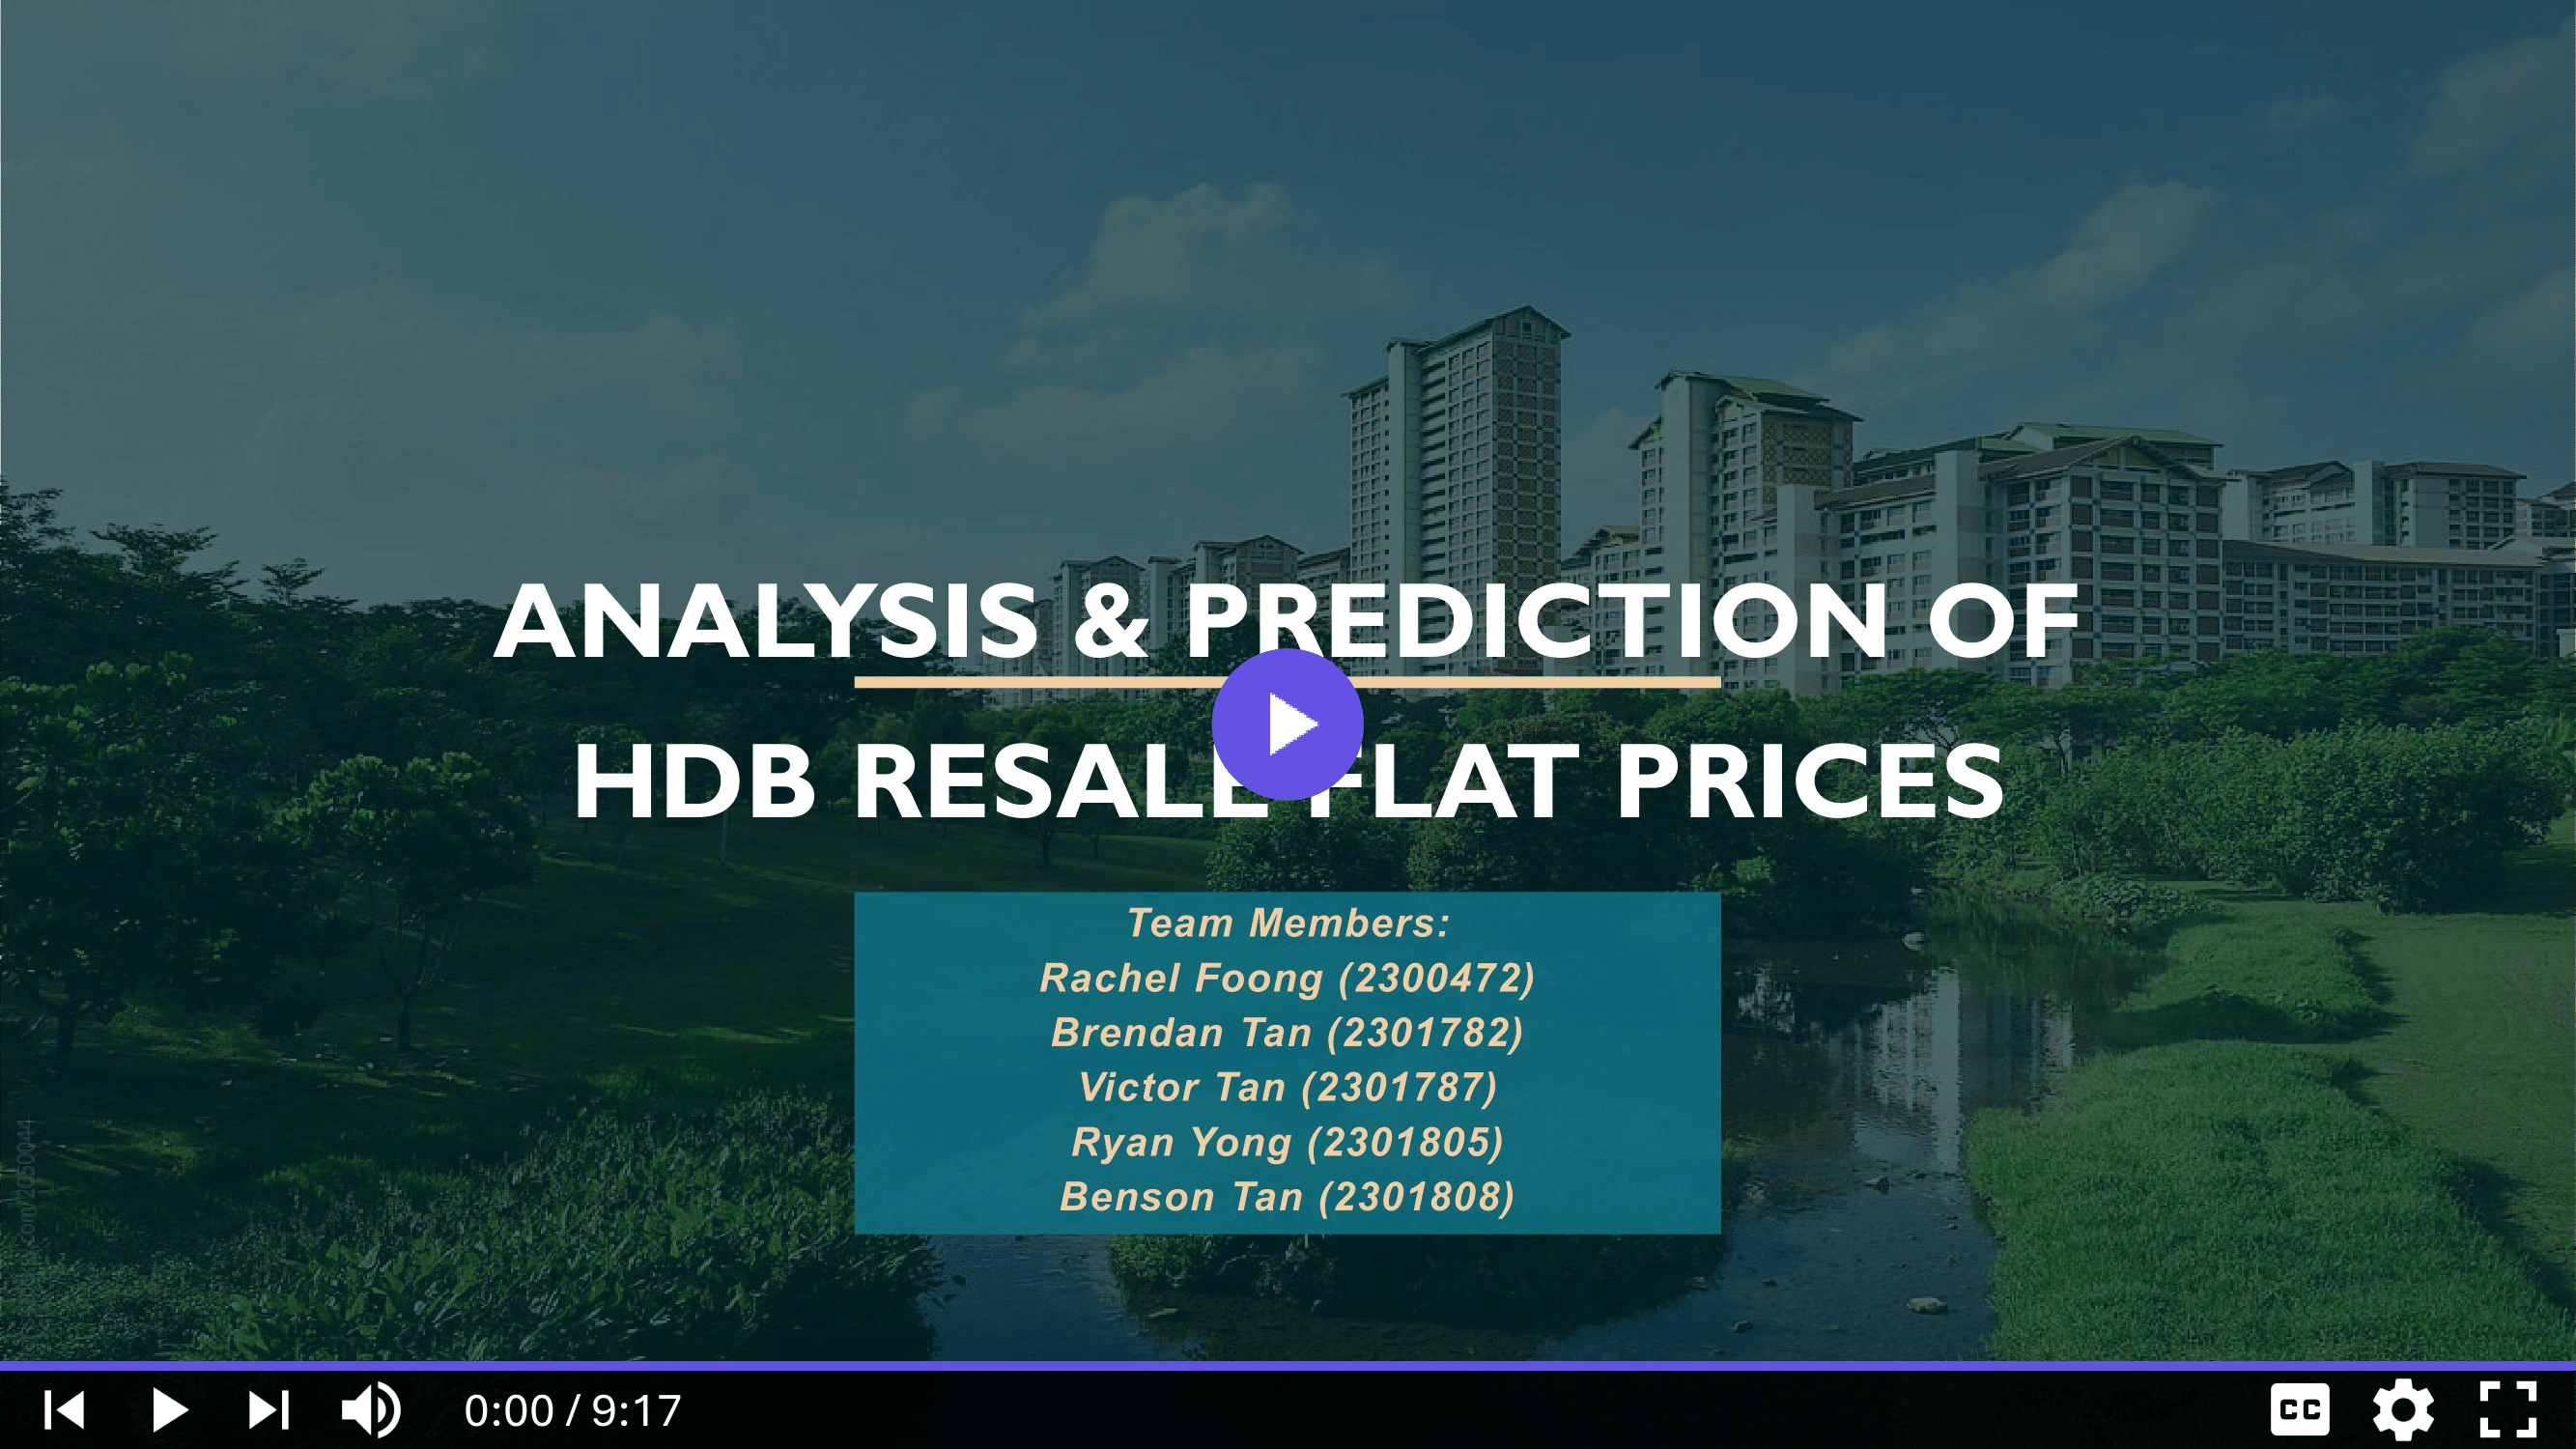 ANALYSIS & PREDICTION OF
HDB RESALE FLAT PRICES
Team Members:
Rachel Foong (2300472)
Brendan Tan (2301782)
Victor Tan (2301787)
Ryan Yong (2301805)
Benson Tan (2301808)
0:00 / 9:17
CC